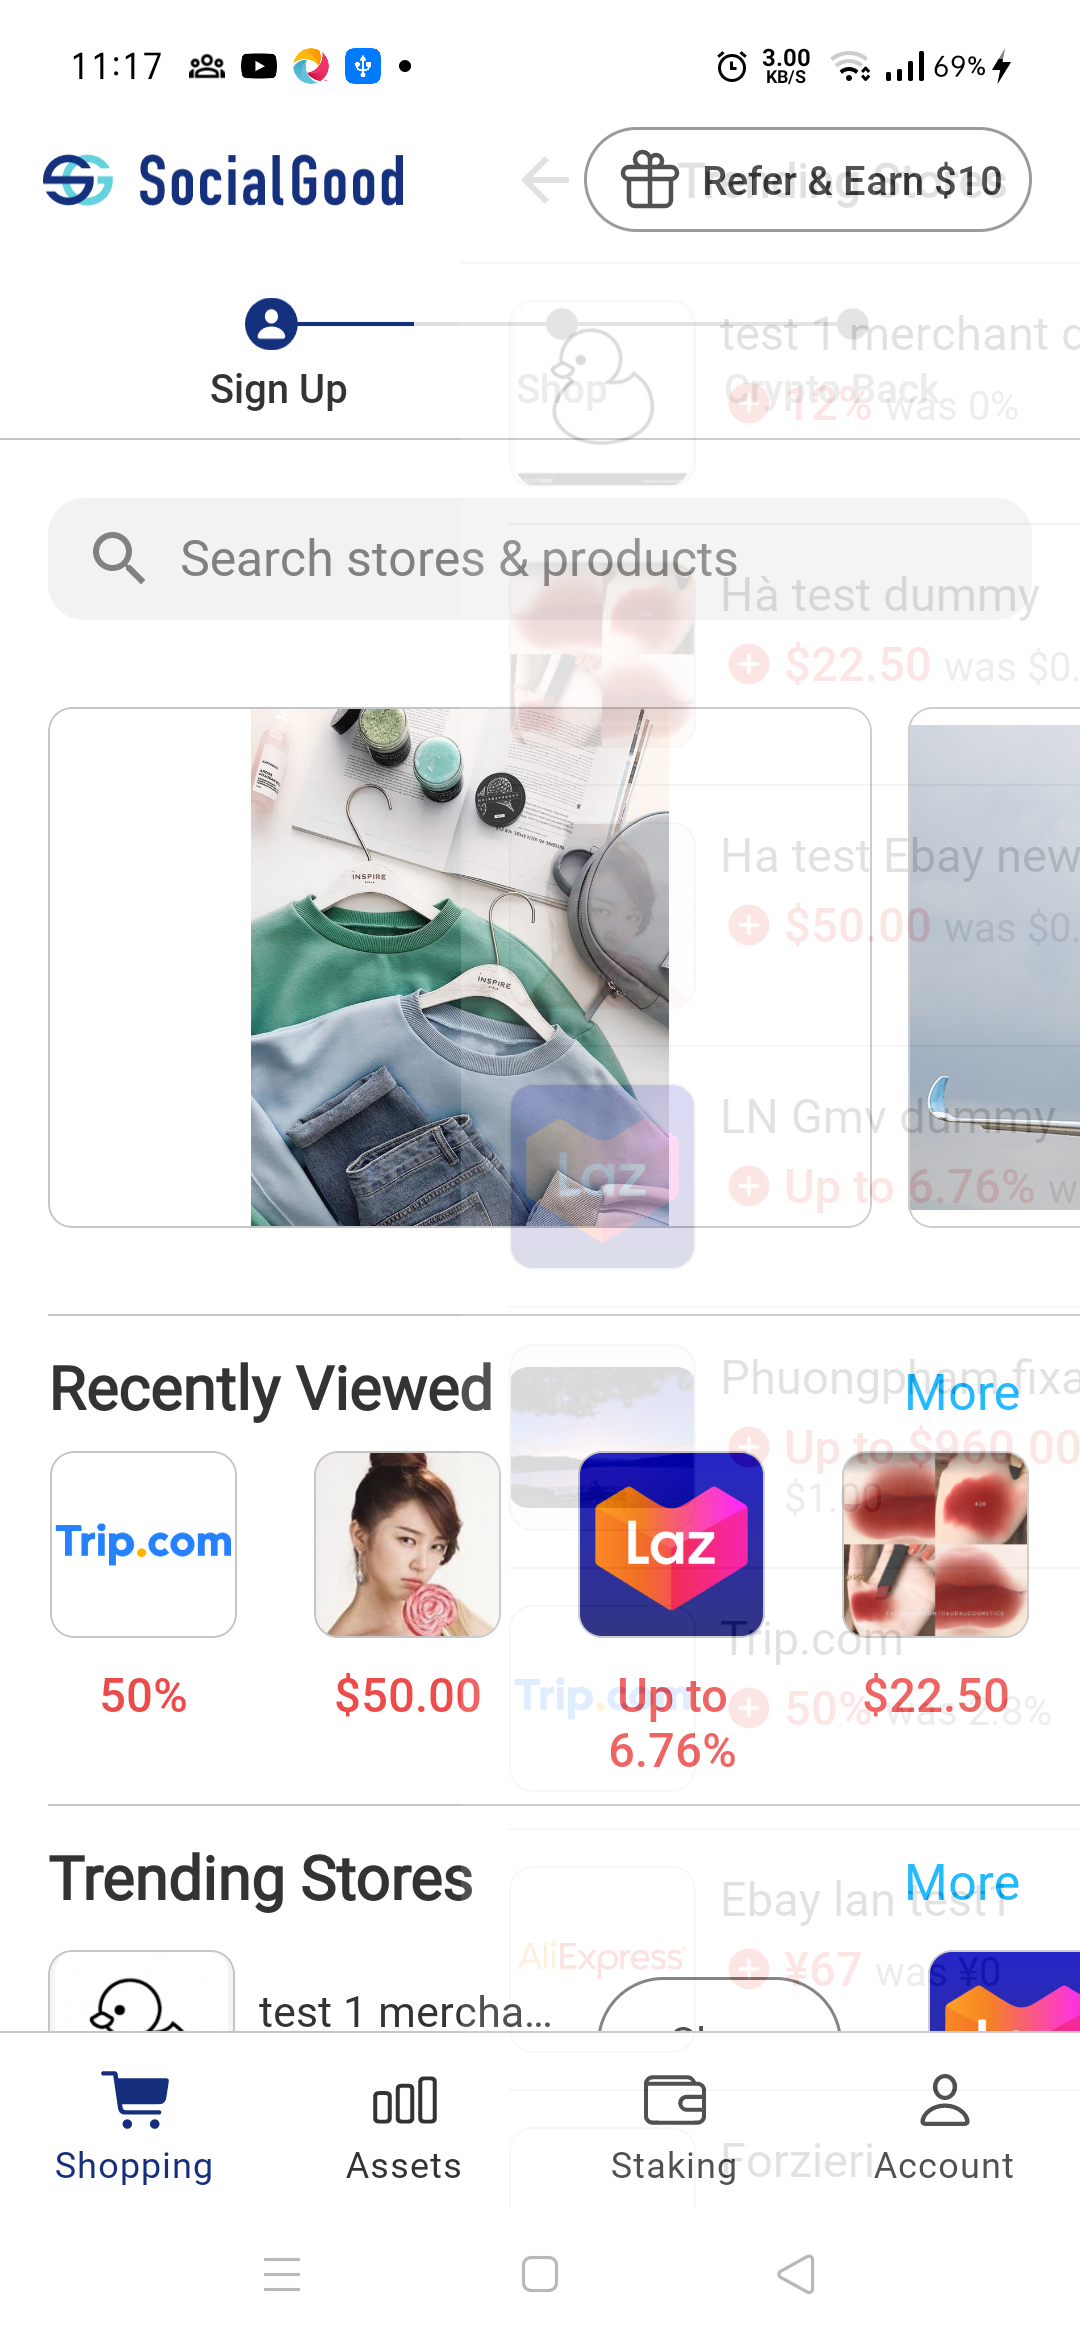 11:17
3.00
KB/S
69%
SocialGood
Trending Stores
Refer & Earn $10
Sign Up
Shop
Crypto Back
test 1 merchant
12% was 0%
Search stores & products
Hà test dummy
$22.50 was $0.
INSPIRE
INSPIRE
Ha test Ebay new
$50.00 was $0.
LN Gmv dummy
Laz
Up to 6.76% w
Recently Viewed
More
Phuongpham fixa
Up to $960.00
$1.00
Trip.com
Laz
50%
$50.00
Up to
6.76%
$22.50
Trip.com
Trip.com
50% was 2.8%
Trending Stores
More
Ebay lan test1
AliExpress
¥67 was ¥0
test 1 mercha...
Forzieri
Shopping
Assets
Staking
Account